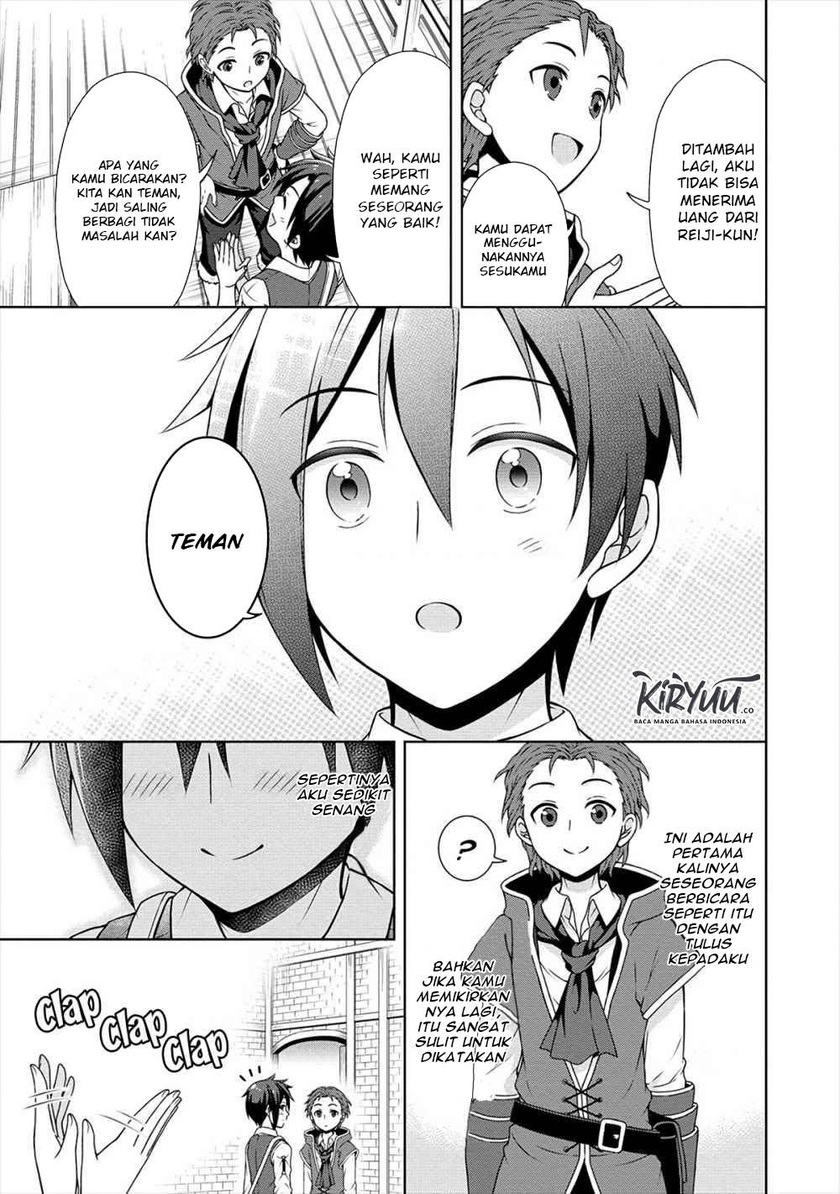 DITAMBAH
LAGI, AKU
TIDAK BISA
MENERIMA
UANG DARI
REIJI-KUN!
KAMU DAPAT
MENGGU-
NAKANNYA
SESUKAMU
WAH, KAMU
SEPERTI
MEMANG
SESEORANG
YANG BAIK!
APA YANG
KAMU BICARAKAN?
KITA KAN TEMAN,
JADI SALING
BERBAGI TIDAK
MASALAH KAN?
TEMAN
KIRYUU.CO
BACA MANGA BAHASA INDONESIA
INI ADALAH
PERTAMA
KALINYA
SESEORANG
BERBICARA
SEPERTI ITU
DENGAN
TULUS
KEPADAKU
?
BAHKAN
JIKA KAMU
MEMIKIRKAN
NYA LAGI,
ITU SANGAT
SULIT UNTUK
DIKATAKAN
SEPERTINYA
AKU SEDIKIT
SENANG
clap
clap
clap